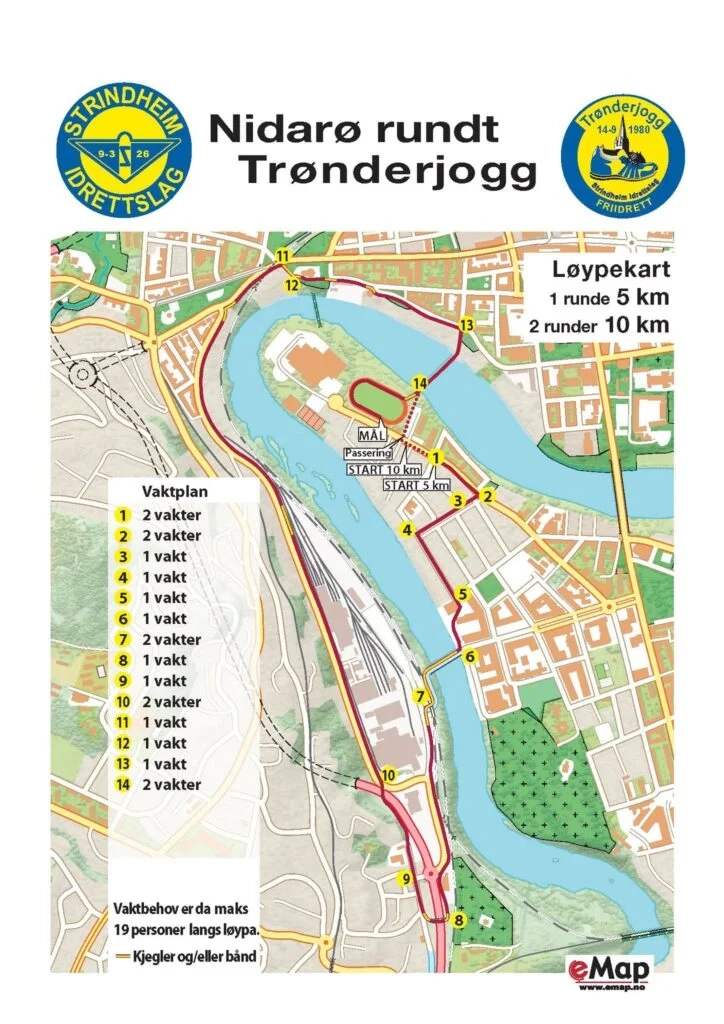 STRINDHEIM
9-3 26
IDRETTSLAG
Nidarø rundt
Trønderjogg
Trønderjogg
14-9 1980
Strindheim Idrettslag
FRIIDRETT
Løypekart
1 runde 5 km
2 runder 10 km
11
12
13
14
MÅL
Passering
START 10 km
START 5 km
1
2
3
4
5
6
7
10
9
8
Vaktplan
1 2 vakter
2 2 vakter
3 1 vakt
4 1 vakt
5 1 vakt
6 1 vakt
7 2 vakter
8 1 vakt
9 1 vakt
10 2 vakter
11 1 vakt
12 1 vakt
13 1 vakt
14 2 vakter
Vaktbehov er da maks
19 personer langs løypa.
Kjegler og/eller bånd
eMap
www.emap.no